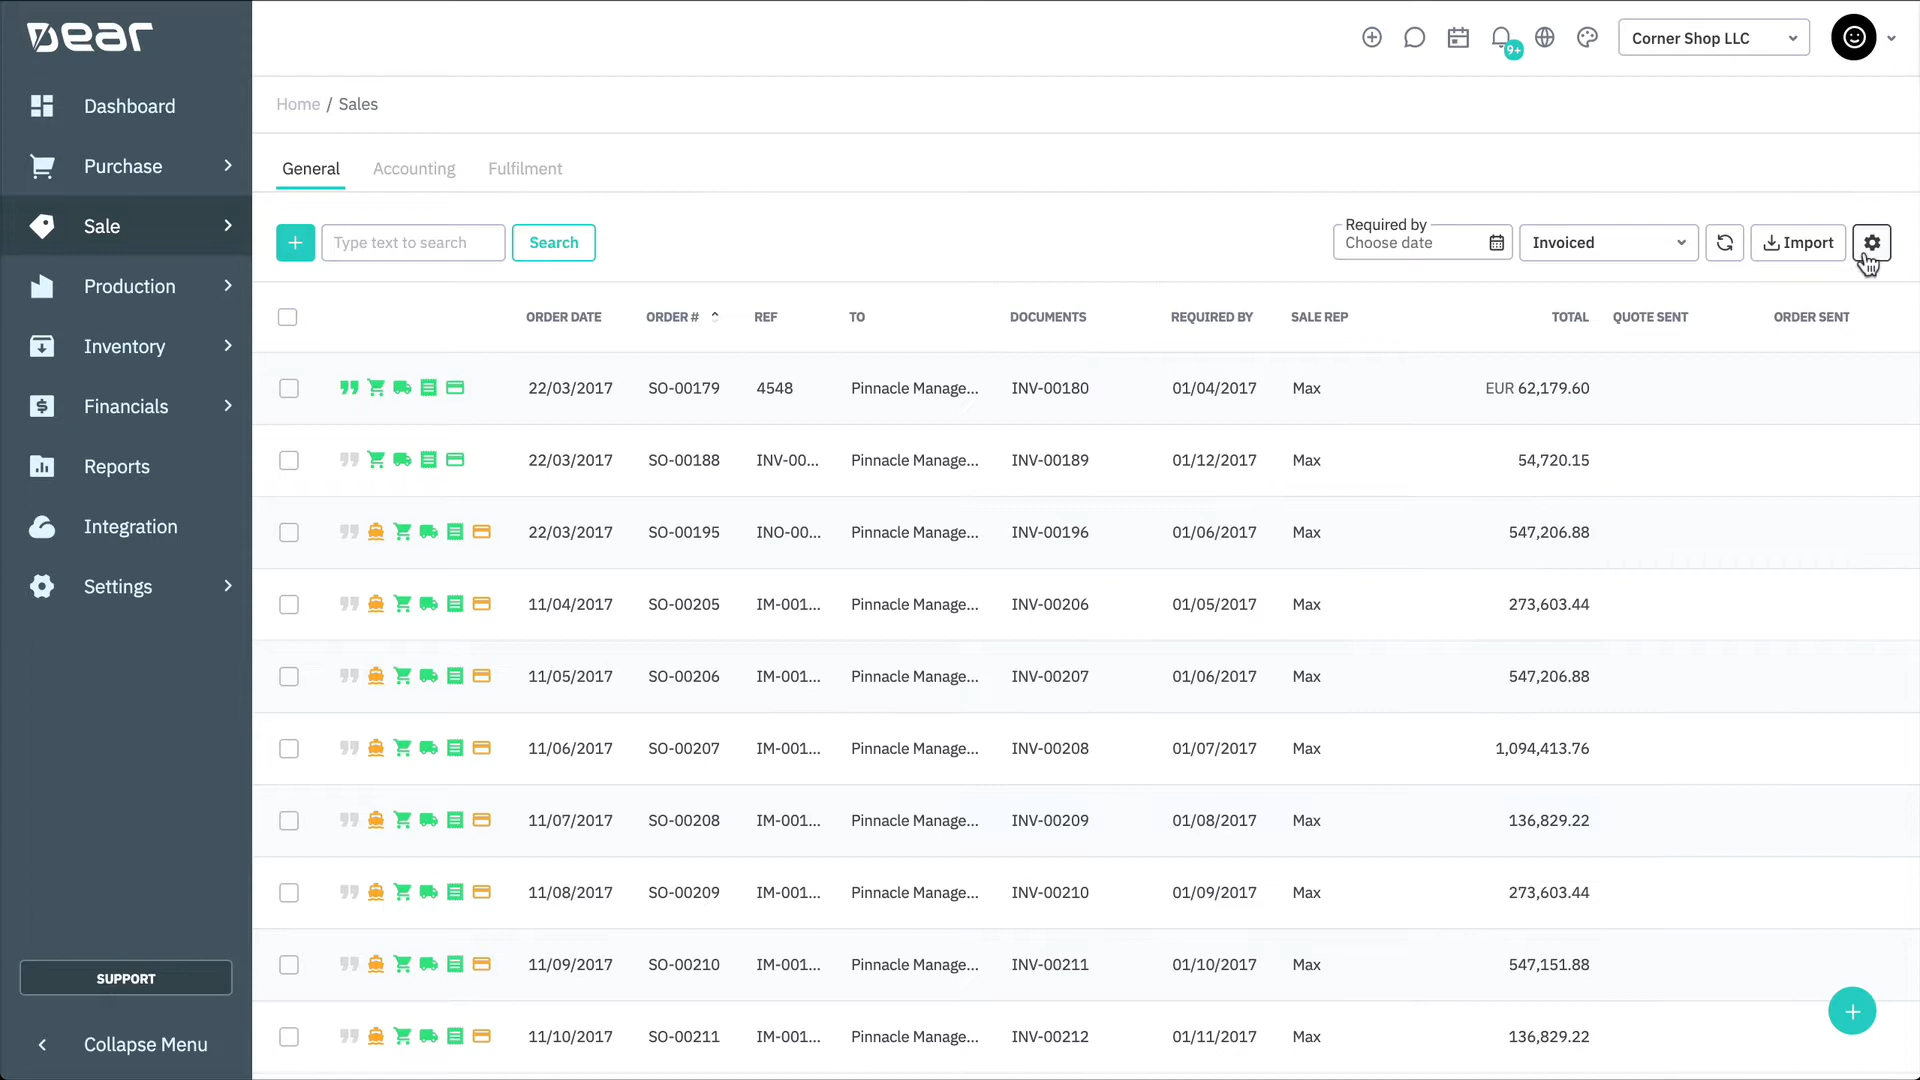 Dear
Corner Shop LLC
9+
Dashboard
Purchase
Sale
Production
Inventory
Financials
Reports
Integration
Settings
SUPPORT
Collapse Menu
Home / Sales
General Accounting Fulfilment
+ Type text to search Search
Required by
Choose date Invoiced Import
ORDER DATE ORDER # REF TO DOCUMENTS REQUIRED BY SALE REP TOTAL QUOTE SENT ORDER SENT
22/03/2017 SO-00179 4548 Pinnacle Manage... INV-00180 01/04/2017 Max EUR 62,179.60
22/03/2017 SO-00188 INV-00... Pinnacle Manage... INV-00189 01/12/2017 Max 54,720.15
22/03/2017 SO-00195 INO-00... Pinnacle Manage... INV-00196 01/06/2017 Max 547,206.88
11/04/2017 SO-00205 IM-001... Pinnacle Manage... INV-00206 01/05/2017 Max 273,603.44
11/05/2017 SO-00206 IM-001... Pinnacle Manage... INV-00207 01/06/2017 Max 547,206.88
11/06/2017 SO-00207 IM-001... Pinnacle Manage... INV-00208 01/07/2017 Max 1,094,413.76
11/07/2017 SO-00208 IM-001... Pinnacle Manage... INV-00209 01/08/2017 Max 136,829.22
11/08/2017 SO-00209 IM-001... Pinnacle Manage... INV-00210 01/09/2017 Max 273,603.44
11/09/2017 SO-00210 IM-001... Pinnacle Manage... INV-00211 01/10/2017 Max 547,151.88
11/10/2017 SO-00211 IM-001... Pinnacle Manage... INV-00212 01/11/2017 Max 136,829.22
+